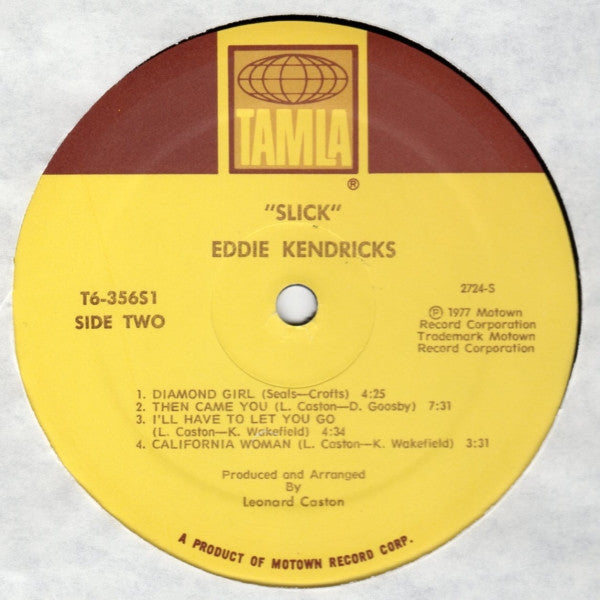 TAMLA
®
"SLICK"
EDDIE KENDRICKS
T6-356S1
SIDE TWO
2724-S
Ⓟ 1977 Motown
Record Corporation
Trademark Motown
Record Corporation
1. DIAMOND GIRL (Seals—Crofts) 4:25
2. THEN CAME YOU (L. Caston—D. Goosby) 7:31
3. I'LL HAVE TO LET YOU GO
(L. Caston—K. Wakefield) 4:34
4. CALIFORNIA WOMAN (L. Caston—K. Wakefield) 3:31
Produced and Arranged
By
Leonard Caston
A PRODUCT OF MOTOWN RECORD CORP.